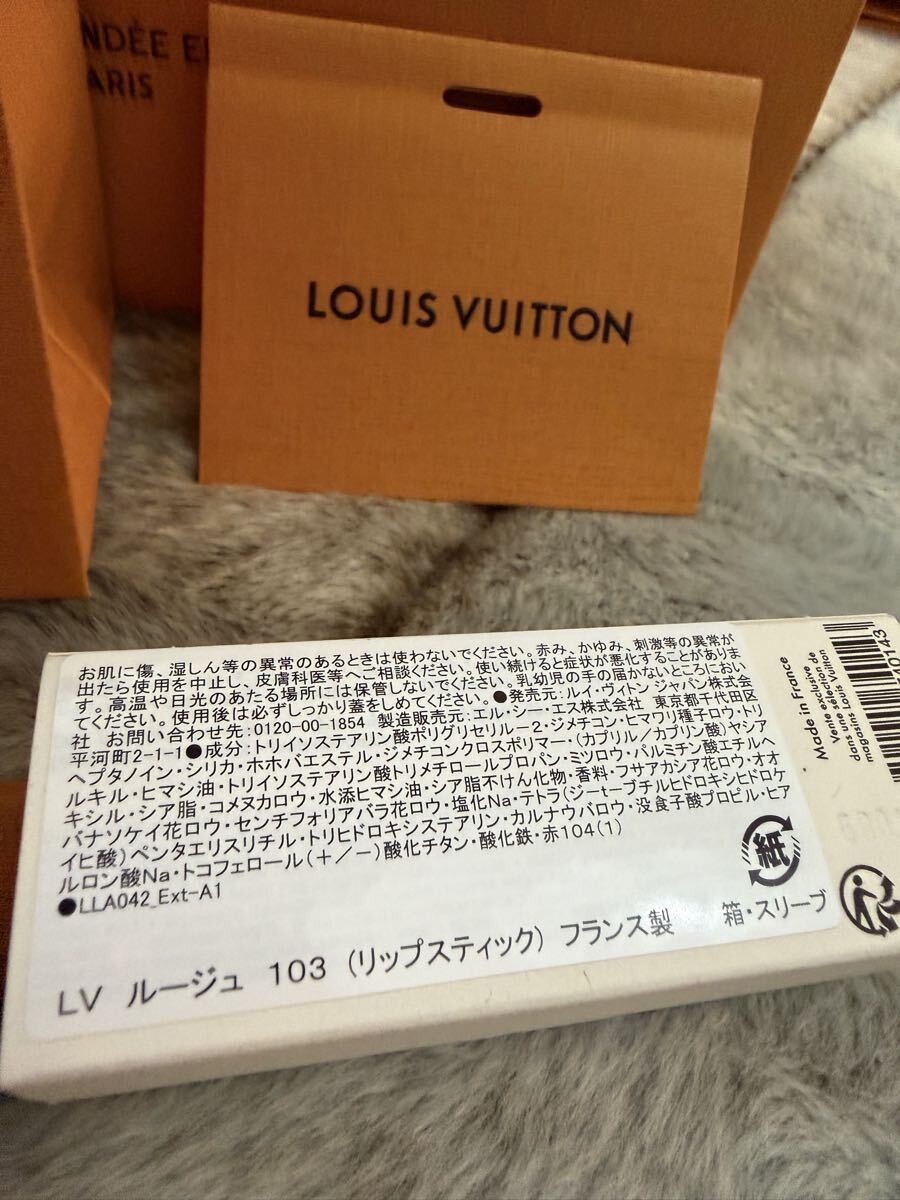 NDÉE E
ARIS
LOUIS VUITTON
お肌に傷、湿しん等の異常のあるときは使わないでください。赤み、かゆみ、刺激等の異常が
出たら使用を中止し、皮膚科医等へご相談ください。使い続けると症状が悪化することがありま
す。高温や日光のあたる場所には保管しないでください。乳幼児の手の届かないところにおい
てください。使用後は必ずしっかり蓋をしめてください。●発売元:ルイ・ヴィトン ジャパン株式会
社 お問い合わせ先:0120-00-1854 製造販売元:エル・シー・エス株式会社 東京都千代田区
平河町2-1-1●成分:トリイソステアリン酸ポリグリセリル-2・ジメチコン・ヒマワリ種子ロウ・トリ
ヘプタノイン・シリカ・ホホバエステル・ジメチコンクロスポリマー・(カプリル/カプリン酸)ヤシア
ルキル・ヒマシ油・トリイソステアリン酸トリメチロールプロパン・ミツロウ・パルミチン酸エチルヘ
キシル・シア脂・コメヌカロウ・水添ヒマシ油・シア脂不けん化物・香料・フサアカシア花ロウ・オオ
バナソケイ花ロウ・センチフォリアバラ花ロウ・塩化Na・テトラ(ジーtーブチルヒドロキシヒドロケ
イヒ酸)ペンタエリスリチル・トリヒドロキシステアリン・カルナウバロウ・没食子酸プロピル・ヒア
ルロン酸Na・トコフェロール(+/-)酸化チタン・酸化鉄・赤104(1)
●LLA042_Ext-A1
紙
LV ルージュ 103 (リップスティック) フランス製 箱・スリーブ
Made in France
Vente exclusive
dans une sélection de
magasins Louis Vuitton